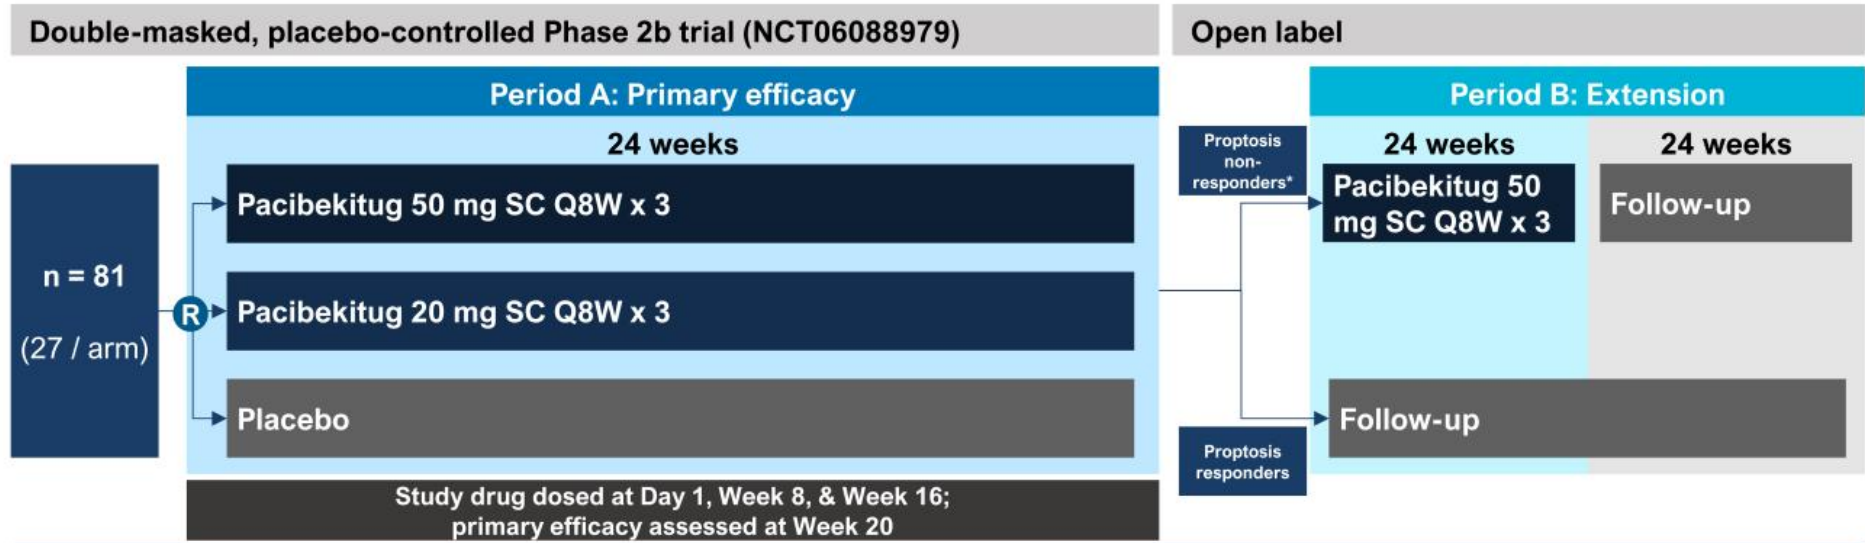 Double-masked, placebo-controlled Phase 2b trial (NCT06088979)
Open label
Period A: Primary efficacy
24 weeks
n = 81
(27 / arm)
R
Pacibekitug 50 mg SC Q8W x 3
Pacibekitug 20 mg SC Q8W x 3
Placebo
Study drug dosed at Day 1, Week 8, & Week 16;
primary efficacy assessed at Week 20
Proptosis
non-
responders*
Proptosis
responders
Period B: Extension
24 weeks
24 weeks
Pacibekitug 50
mg SC Q8W x 3
Follow-up
Follow-up